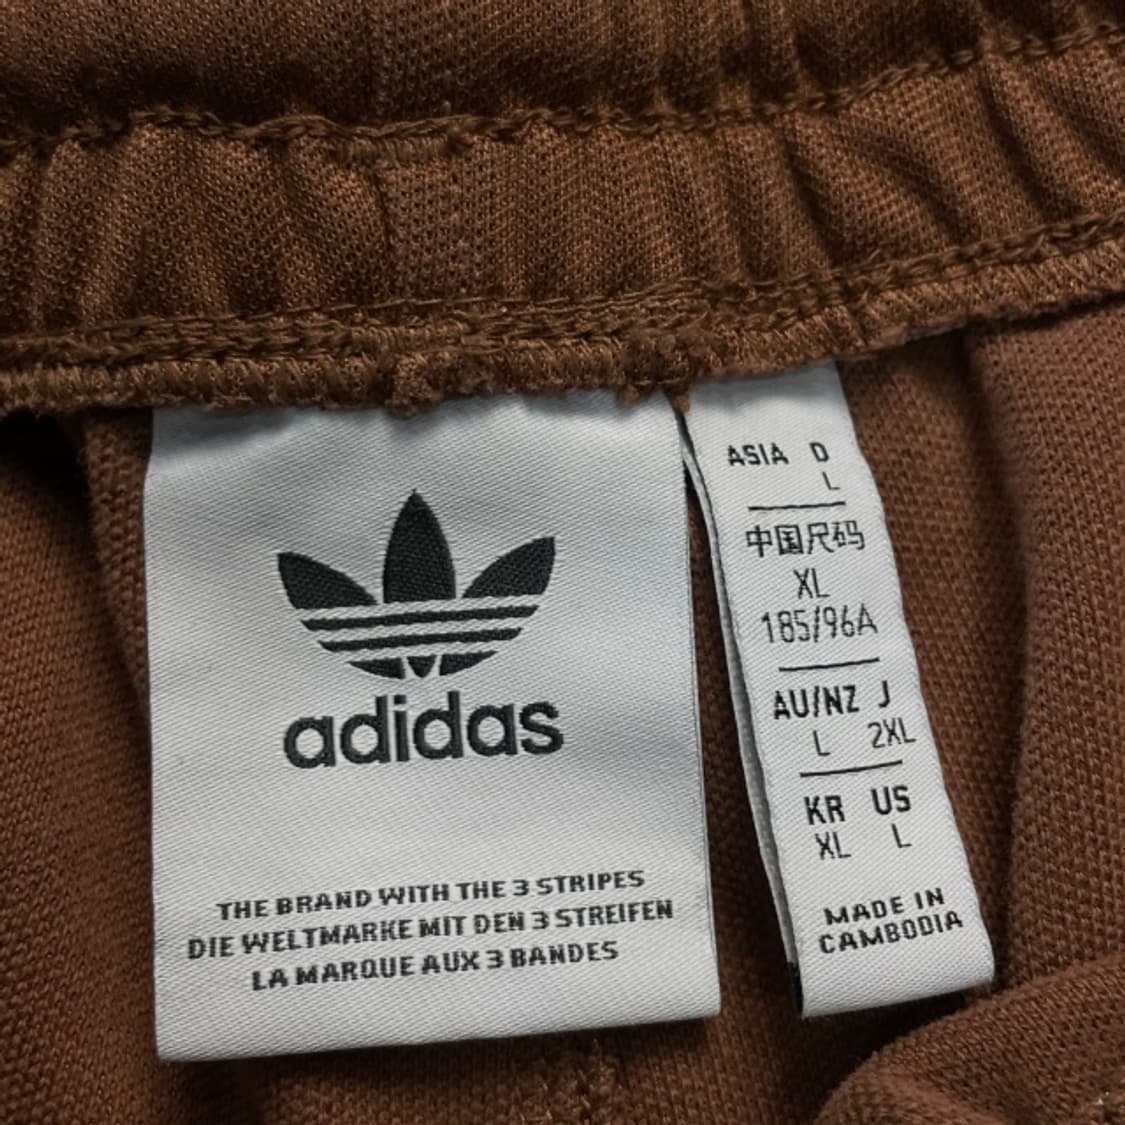 adidas
THE BRAND WITH THE 3 STRIPES
DIE WELTMARKE MIT DEN 3 STREIFEN
LA MARQUE AUX 3 BANDES
ASIA D
L
中国尺码
XL
185/96A
AU/NZ J
L 2XL
KR US
XL L
MADE IN
CAMBODIA